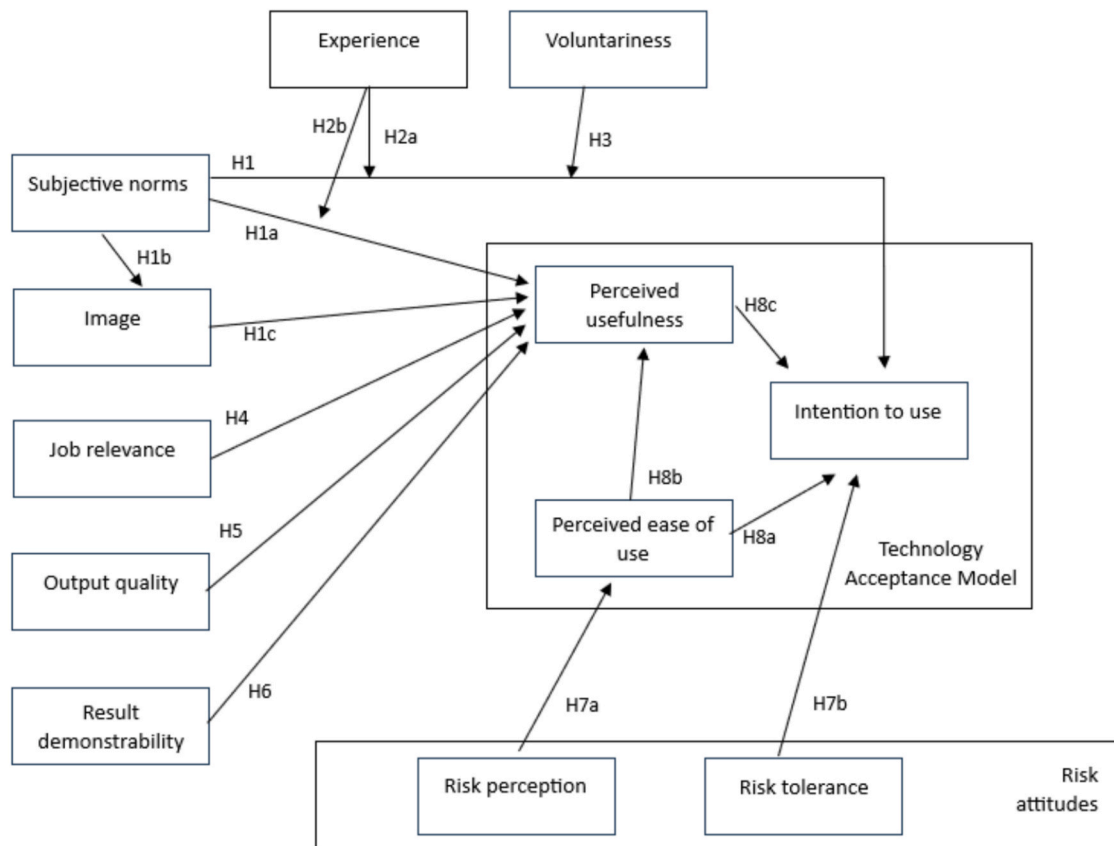 Experience
Voluntariness
H2b
H2a
H3
H1
Subjective norms
H1a
H1b
Image
H1c
Perceived
usefulness
H8c
Intention to use
H4
Job relevance
H8b
H5
Perceived ease of
use
H8a
Technology
Acceptance Model
Output quality
H6
Result
demonstrability
H7a
H7b
Risk perception
Risk tolerance
Risk
attitudes